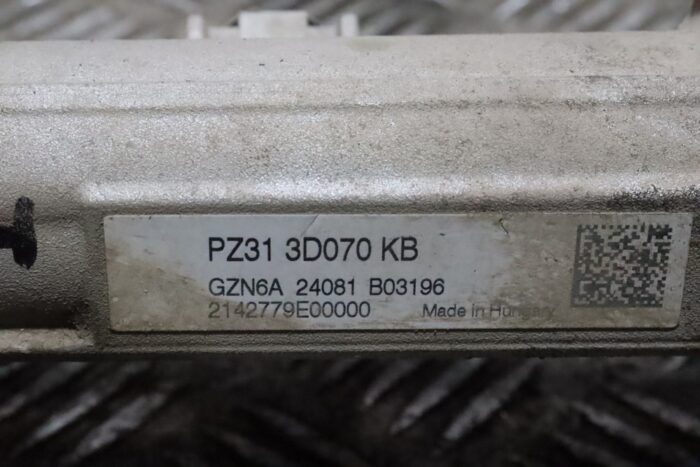 PZ31 3D070 KB
GZN6A 24081 B03196
2142779E00000 Made in Hungary